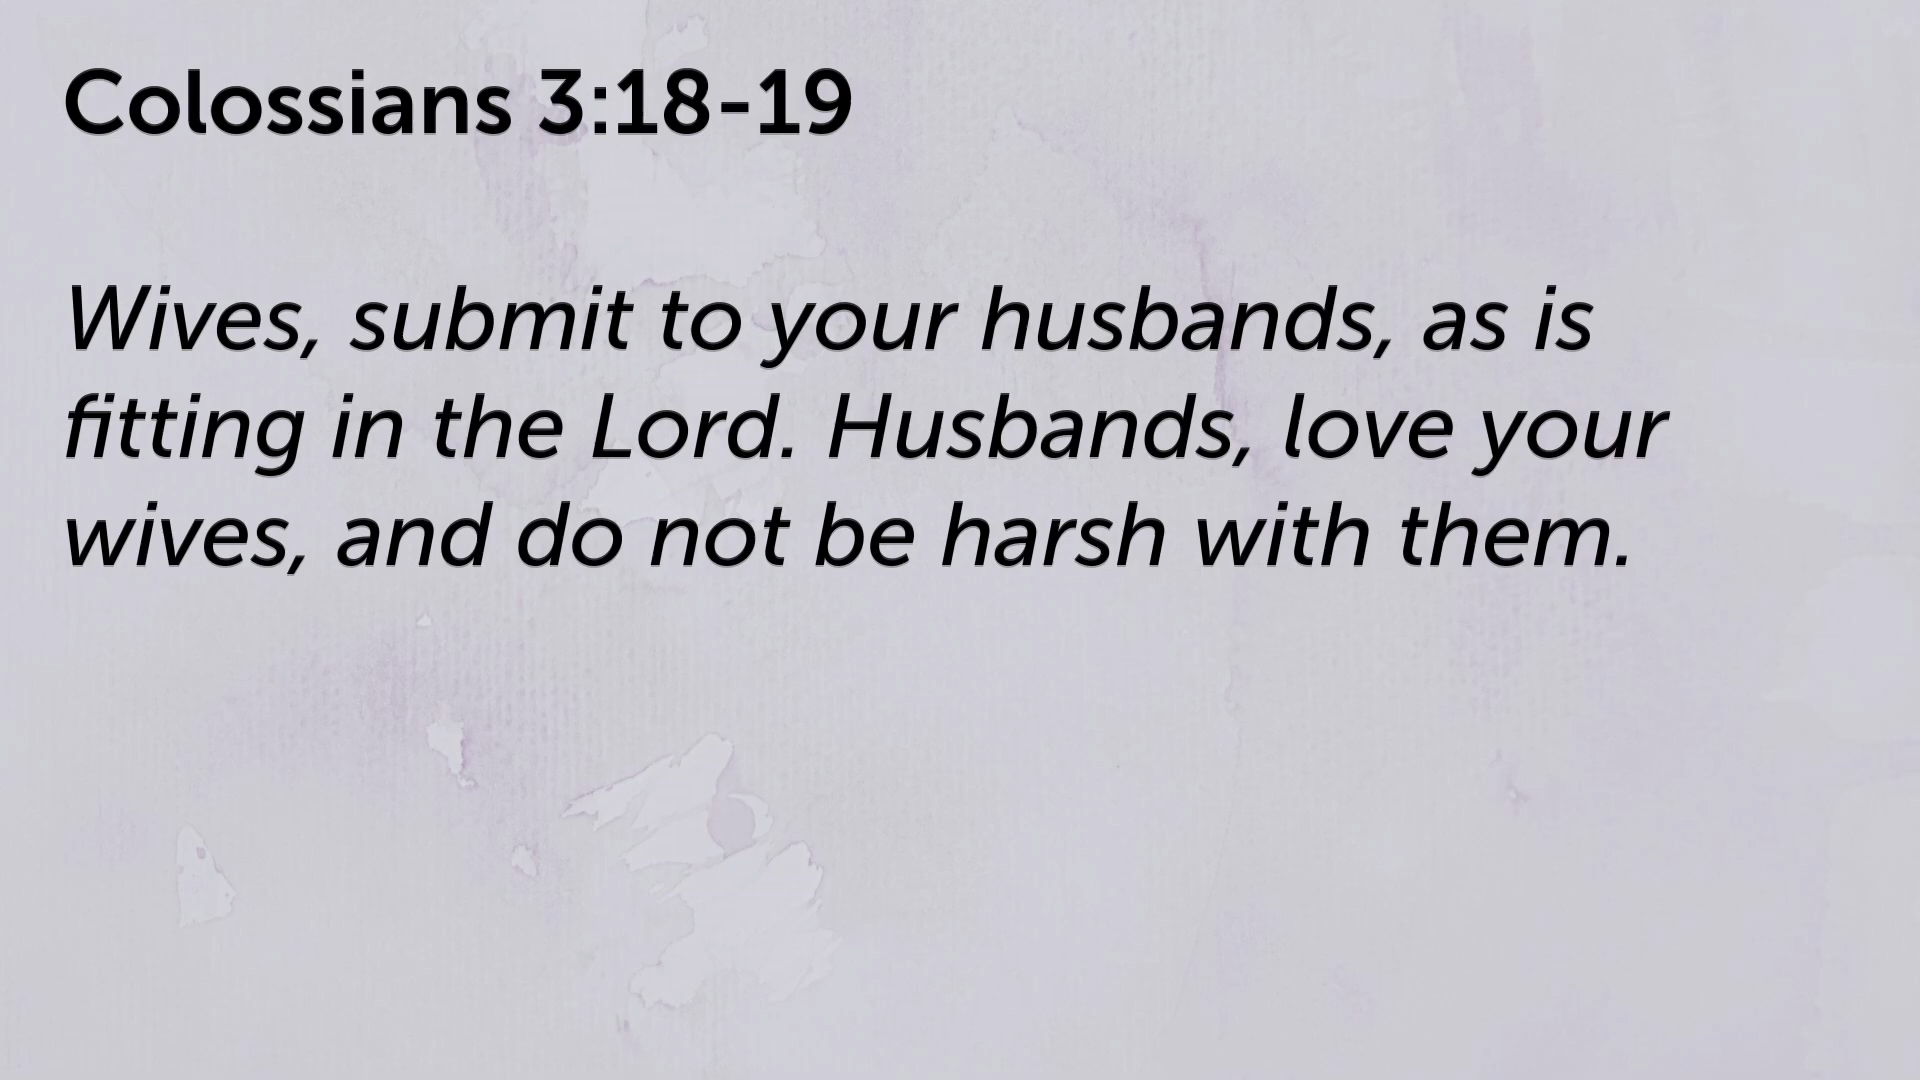 Colossians 3:18-19
Wives, submit to your husbands, as is
fitting in the Lord. Husbands, love your
wives, and do not be harsh with them.